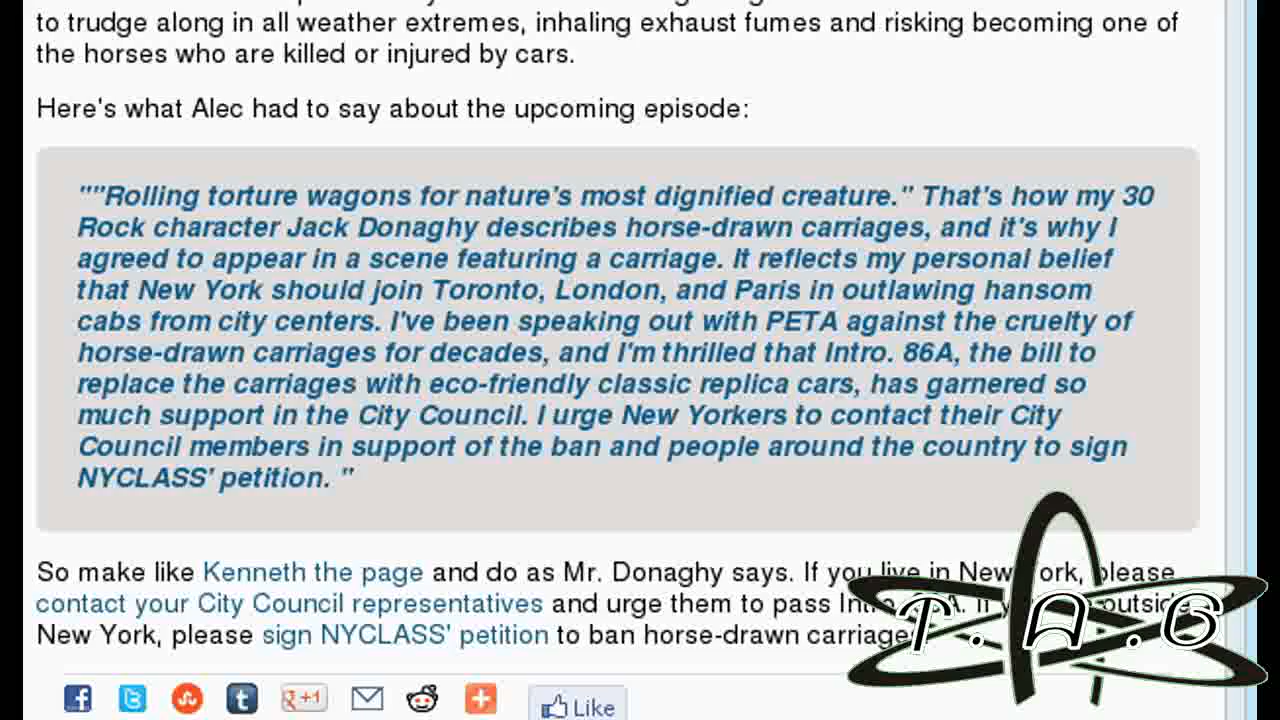 to trudge along in all weather extremes, inhaling exhaust fumes and risking becoming one of
the horses who are killed or injured by cars.
Here's what Alec had to say about the upcoming episode:
""Rolling torture wagons for nature's most dignified creature." That's how my 30
Rock character Jack Donaghy describes horse-drawn carriages, and it's why I
agreed to appear in a scene featuring a carriage. It reflects my personal belief
that New York should join Toronto, London, and Paris in outlawing hansom
cabs from city centers. I've been speaking out with PETA against the cruelty of
horse-drawn carriages for decades, and I'm thrilled that Intro. 86A, the bill to
replace the carriages with eco-friendly classic replica cars, has garnered so
much support in the City Council. I urge New Yorkers to contact their City
Council members in support of the ban and people around the country to sign
NYCLASS' petition. "
So make like Kenneth the page and do as Mr. Donaghy says. If you live in New York, please
contact your City Council representatives and urge them to pass outside
New York, please sign NYCLASS' petition to ban horse-drawn
T.A.G
g +1
Like